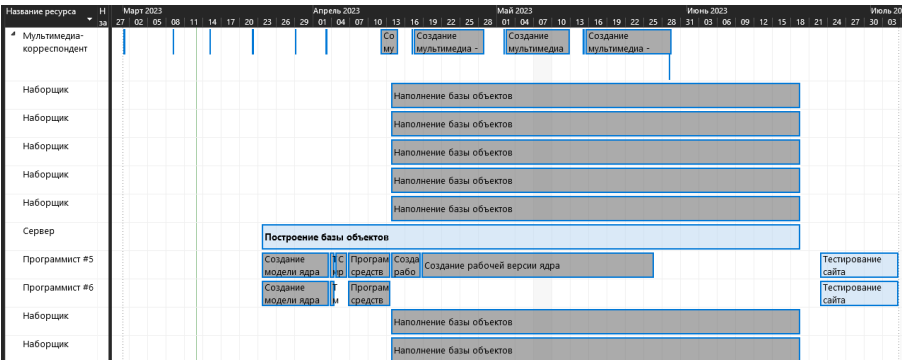 Название ресурса Н Март 2023 Апрель 2023 Май 2023 Июнь 2023 Июль 20
за 27 02 05 08 11 14 17 20 23 26 29 01 04 07 10 13 16 19 22 25 28 01 04 07 10 13 16 19 22 25 28 31 03 06 09 12 15 18 21 24 27 30 03
Мультимедиа-
корреспондент
Со
му
Создание
мультимедиа -
Создание
мультимедиа
Создание
мультимедиа -
Наборщик Наполнение базы объектов
Наборщик Наполнение базы объектов
Наборщик Наполнение базы объектов
Наборщик Наполнение базы объектов
Наборщик Наполнение базы объектов
Сервер Построение базы объектов
Программист #5
Создание
модели ядра
С
Програм
средств
Созда
рабо
Создание рабочей версии ядра
Тестирование
сайта
Программист #6
Создание
модели ядра
Т
м
Програм
средств
Тестирование
сайта
Наборщик Наполнение базы объектов
Наборщик Наполнение базы объектов